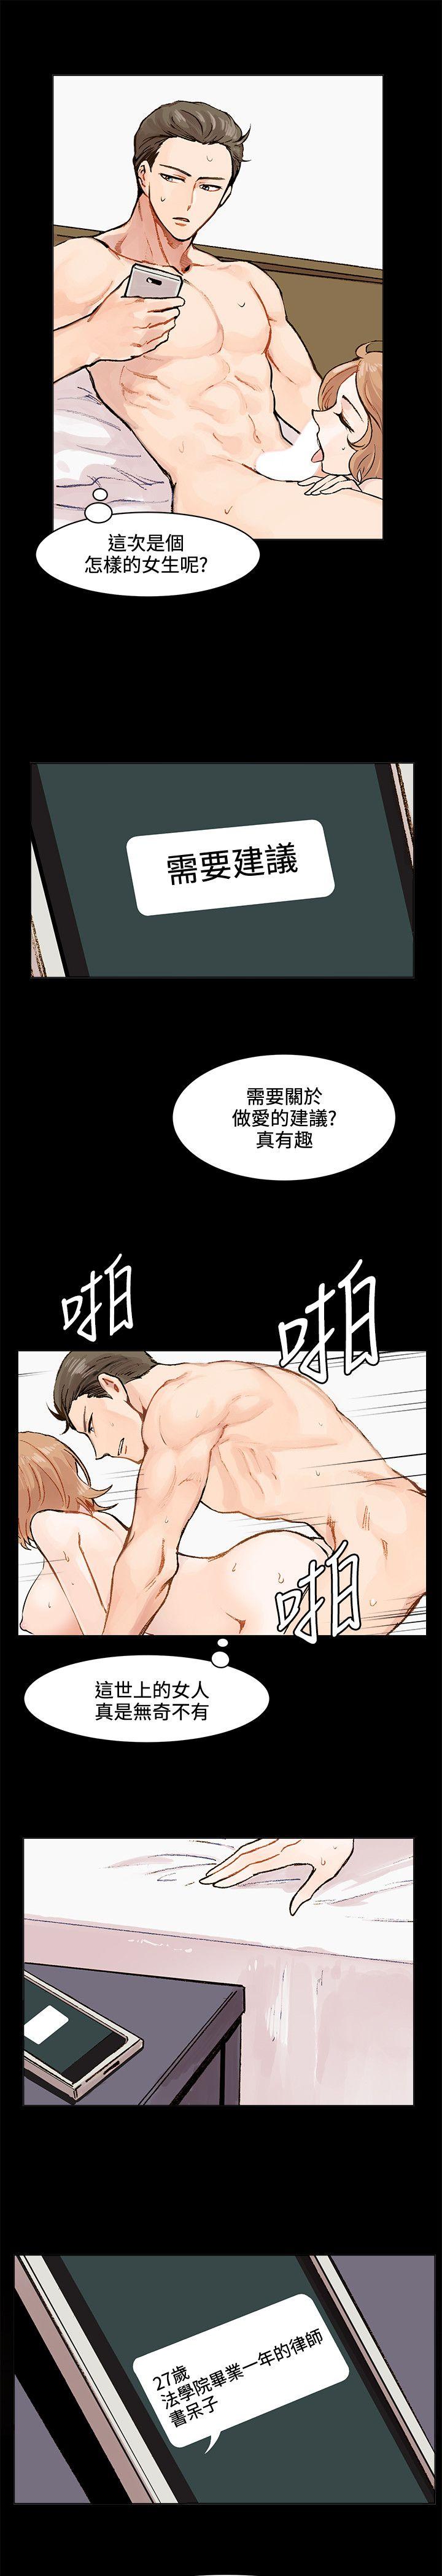 這次是個
怎樣的女生呢?
需要建議
需要關於
做愛的建議?
真有趣
啪
啪
啪
這世上的女人
真是無奇不有
27歲
法學院畢業一年的律師
書呆子